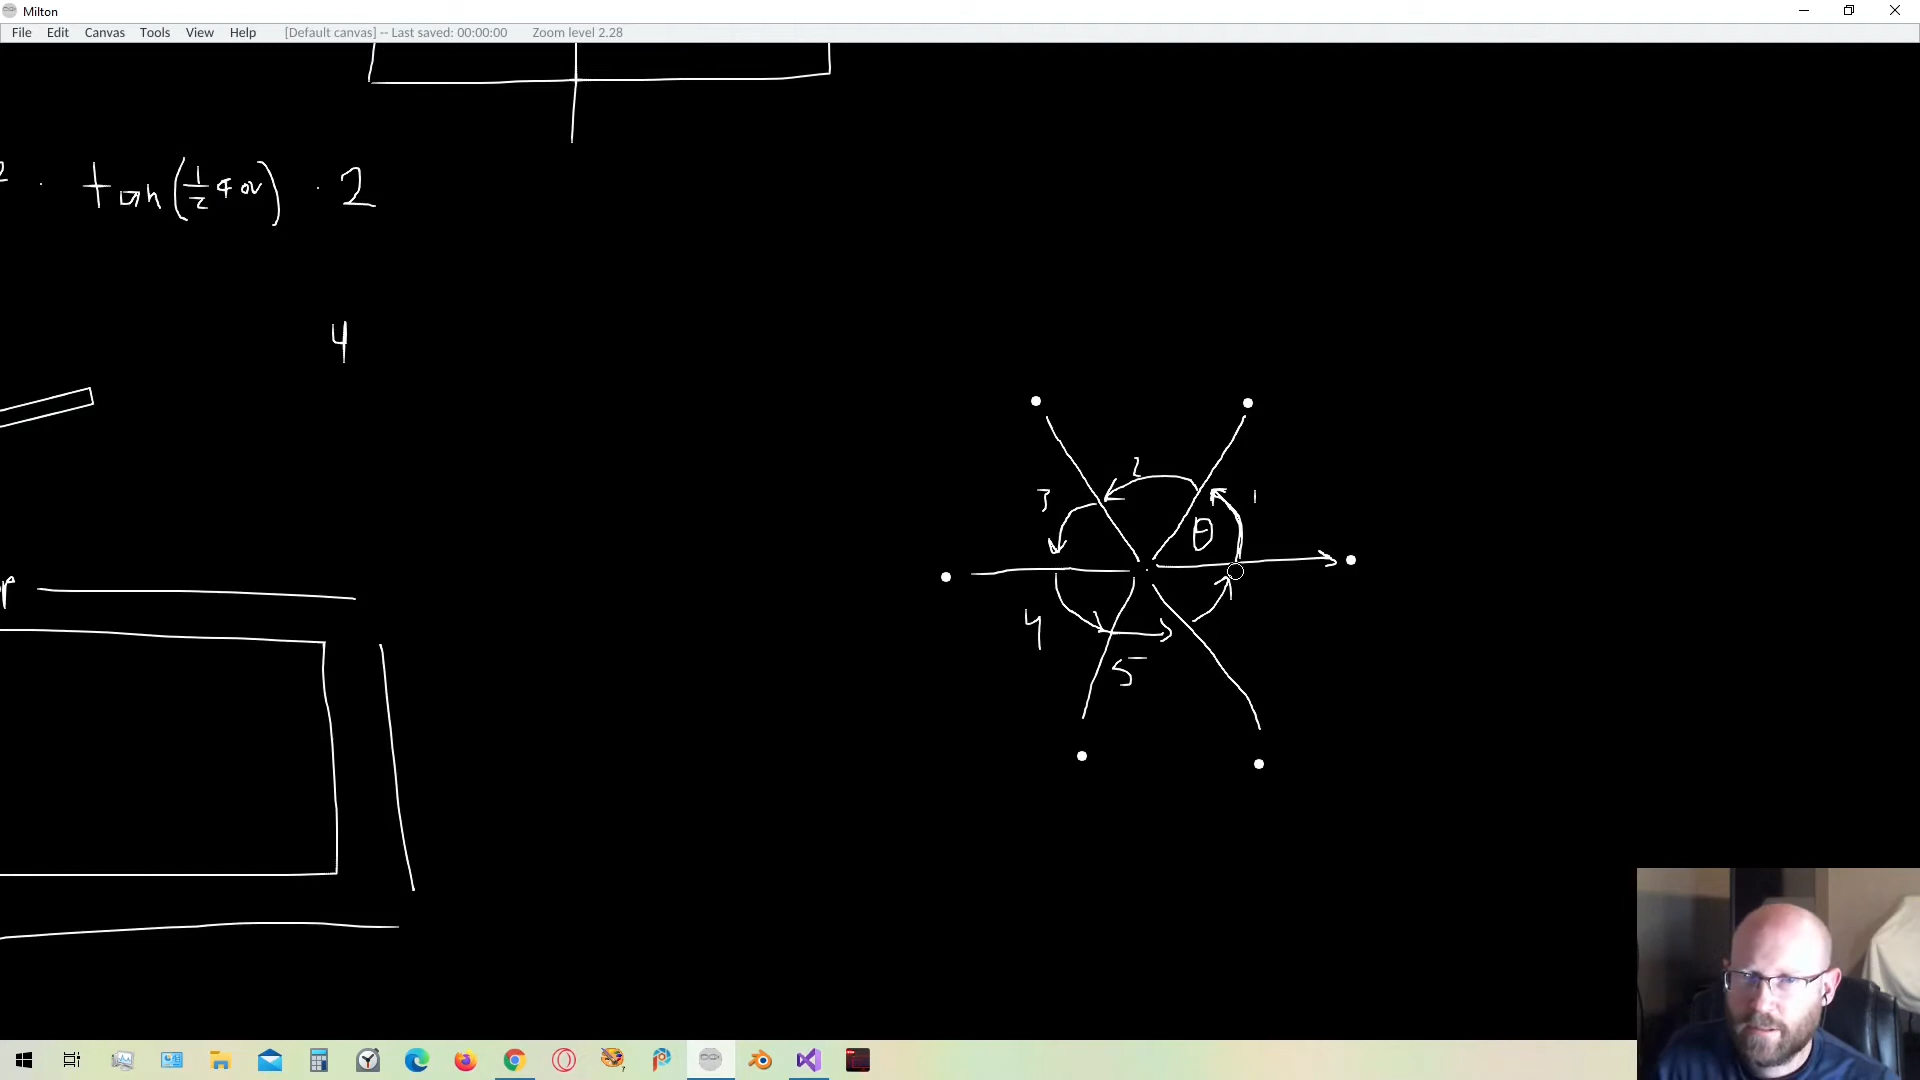 Milton
File Edit Canvas Tools View Help [Default canvas] -- Last saved: 00:00:00 Zoom level 2.28
2 · tan(1/2 fov) · 2
4
r
2
3
1
θ
4
5